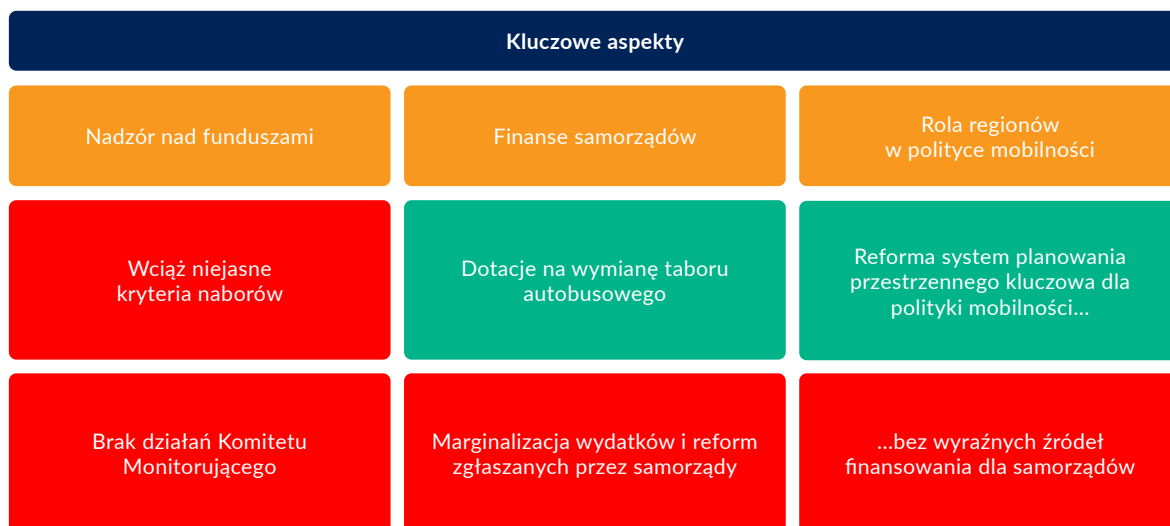 Kluczowe aspekty
Nadzór nad funduszami
Finanse samorządów
Rola regionów
w polityce mobilności
Wciąż niejasne
kryteria naborów
Dotacje na wymianę taboru
autobusowego
Reforma system planowania
przestrzennego kluczowa dla
polityki mobilności...
Brak działań Komitetu
Monitorującego
Marginalizacja wydatków i reform
zgłaszanych przez samorządy
...bez wyraźnych źródeł
finansowania dla samorządów